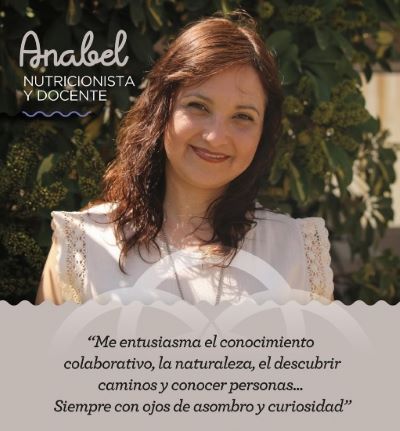 Anabel
NUTRICIONISTA
Y DOCENTE
“Me entusiasma el conocimiento
colaborativo, la naturaleza, el descubrir
caminos y conocer personas...
Siempre con ojos de asombro y curiosidad”